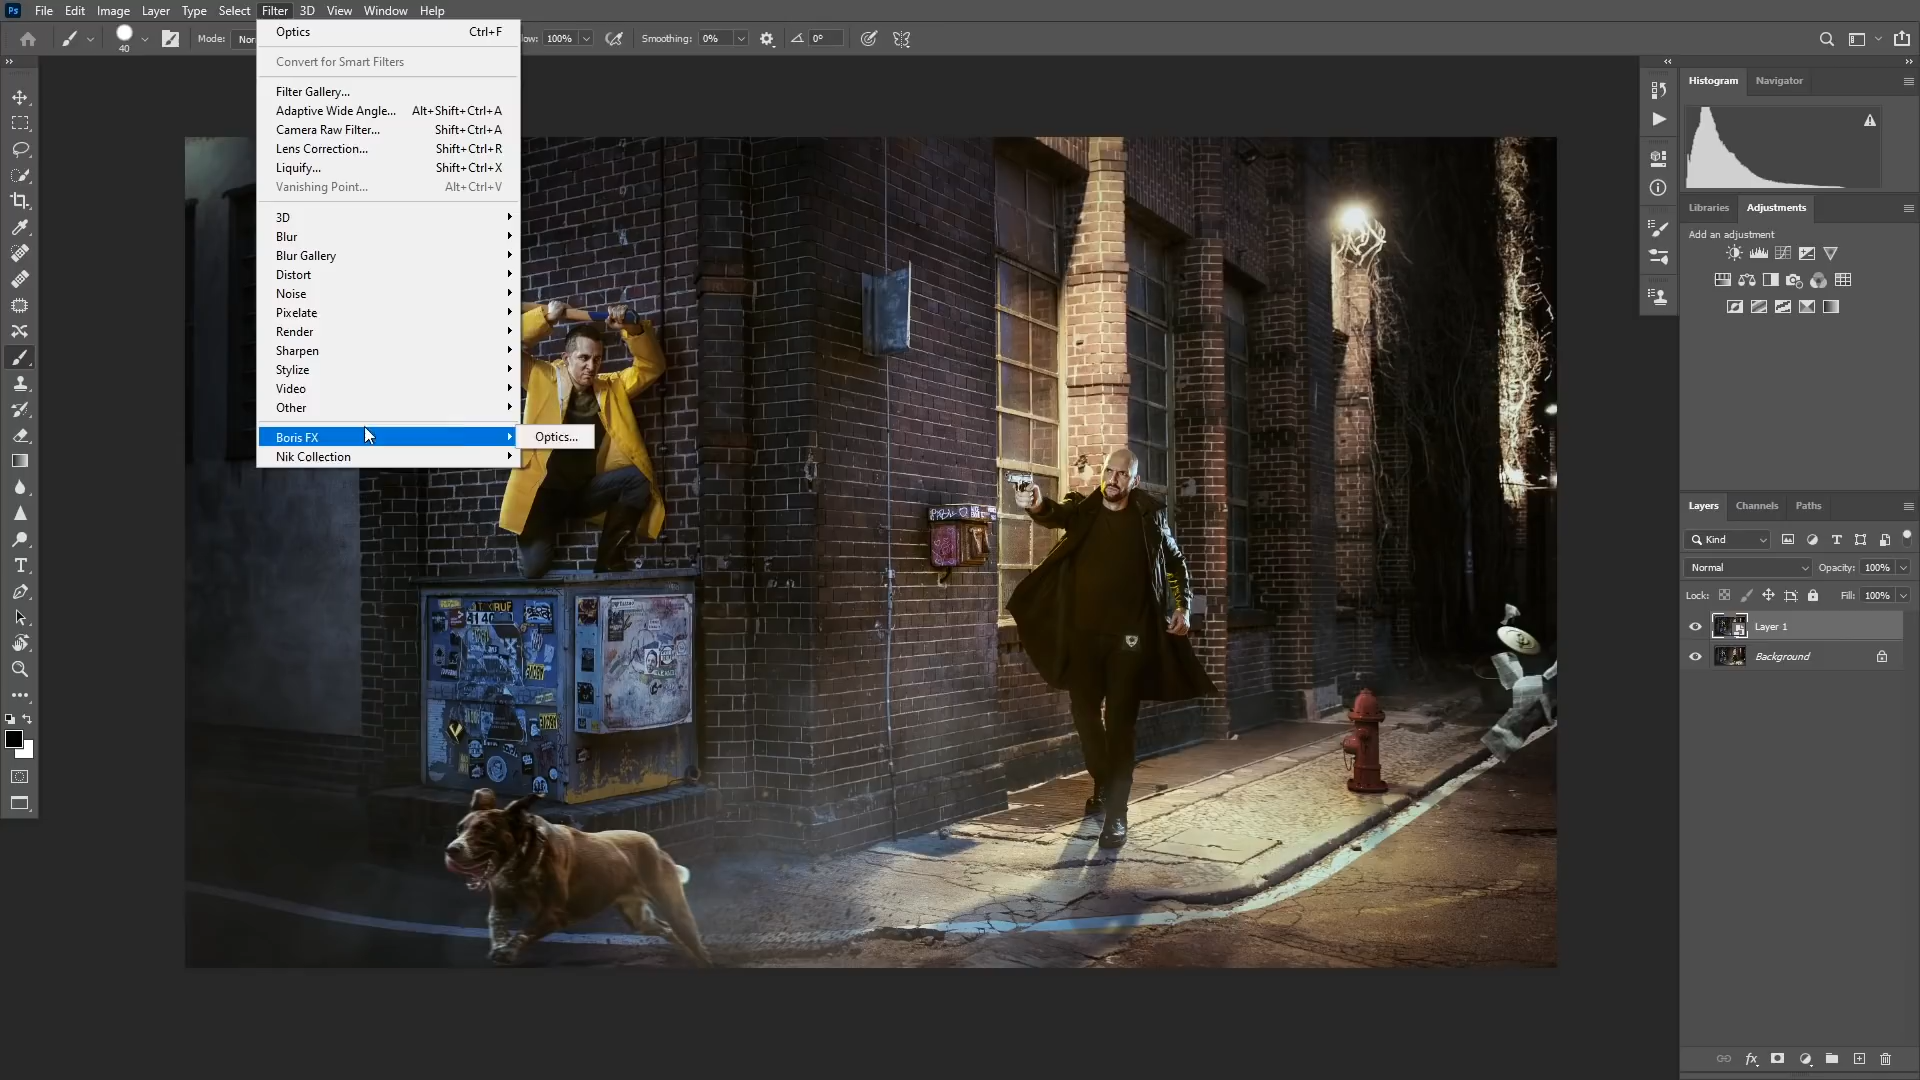 Ps File Edit Image Layer Type Select Filter 3D View Window Help
40 Mode: Nor
low: 100% Smoothing: 0% 0°
Optics Ctrl+F
Convert for Smart Filters
Filter Gallery...
Adaptive Wide Angle... Alt+Shift+Ctrl+A
Camera Raw Filter... Shift+Ctrl+A
Lens Correction... Shift+Ctrl+R
Liquify... Shift+Ctrl+X
Vanishing Point... Alt+Ctrl+V
3D
Blur
Blur Gallery
Distort
Noise
Pixelate
Render
Sharpen
Stylize
Video
Other
Boris FX
Optics...
Nik Collection
Histogram Navigator
Libraries Adjustments
Add an adjustment
Layers Channels Paths
Kind
Normal Opacity: 100%
Lock: Fill: 100%
Layer 1
Background